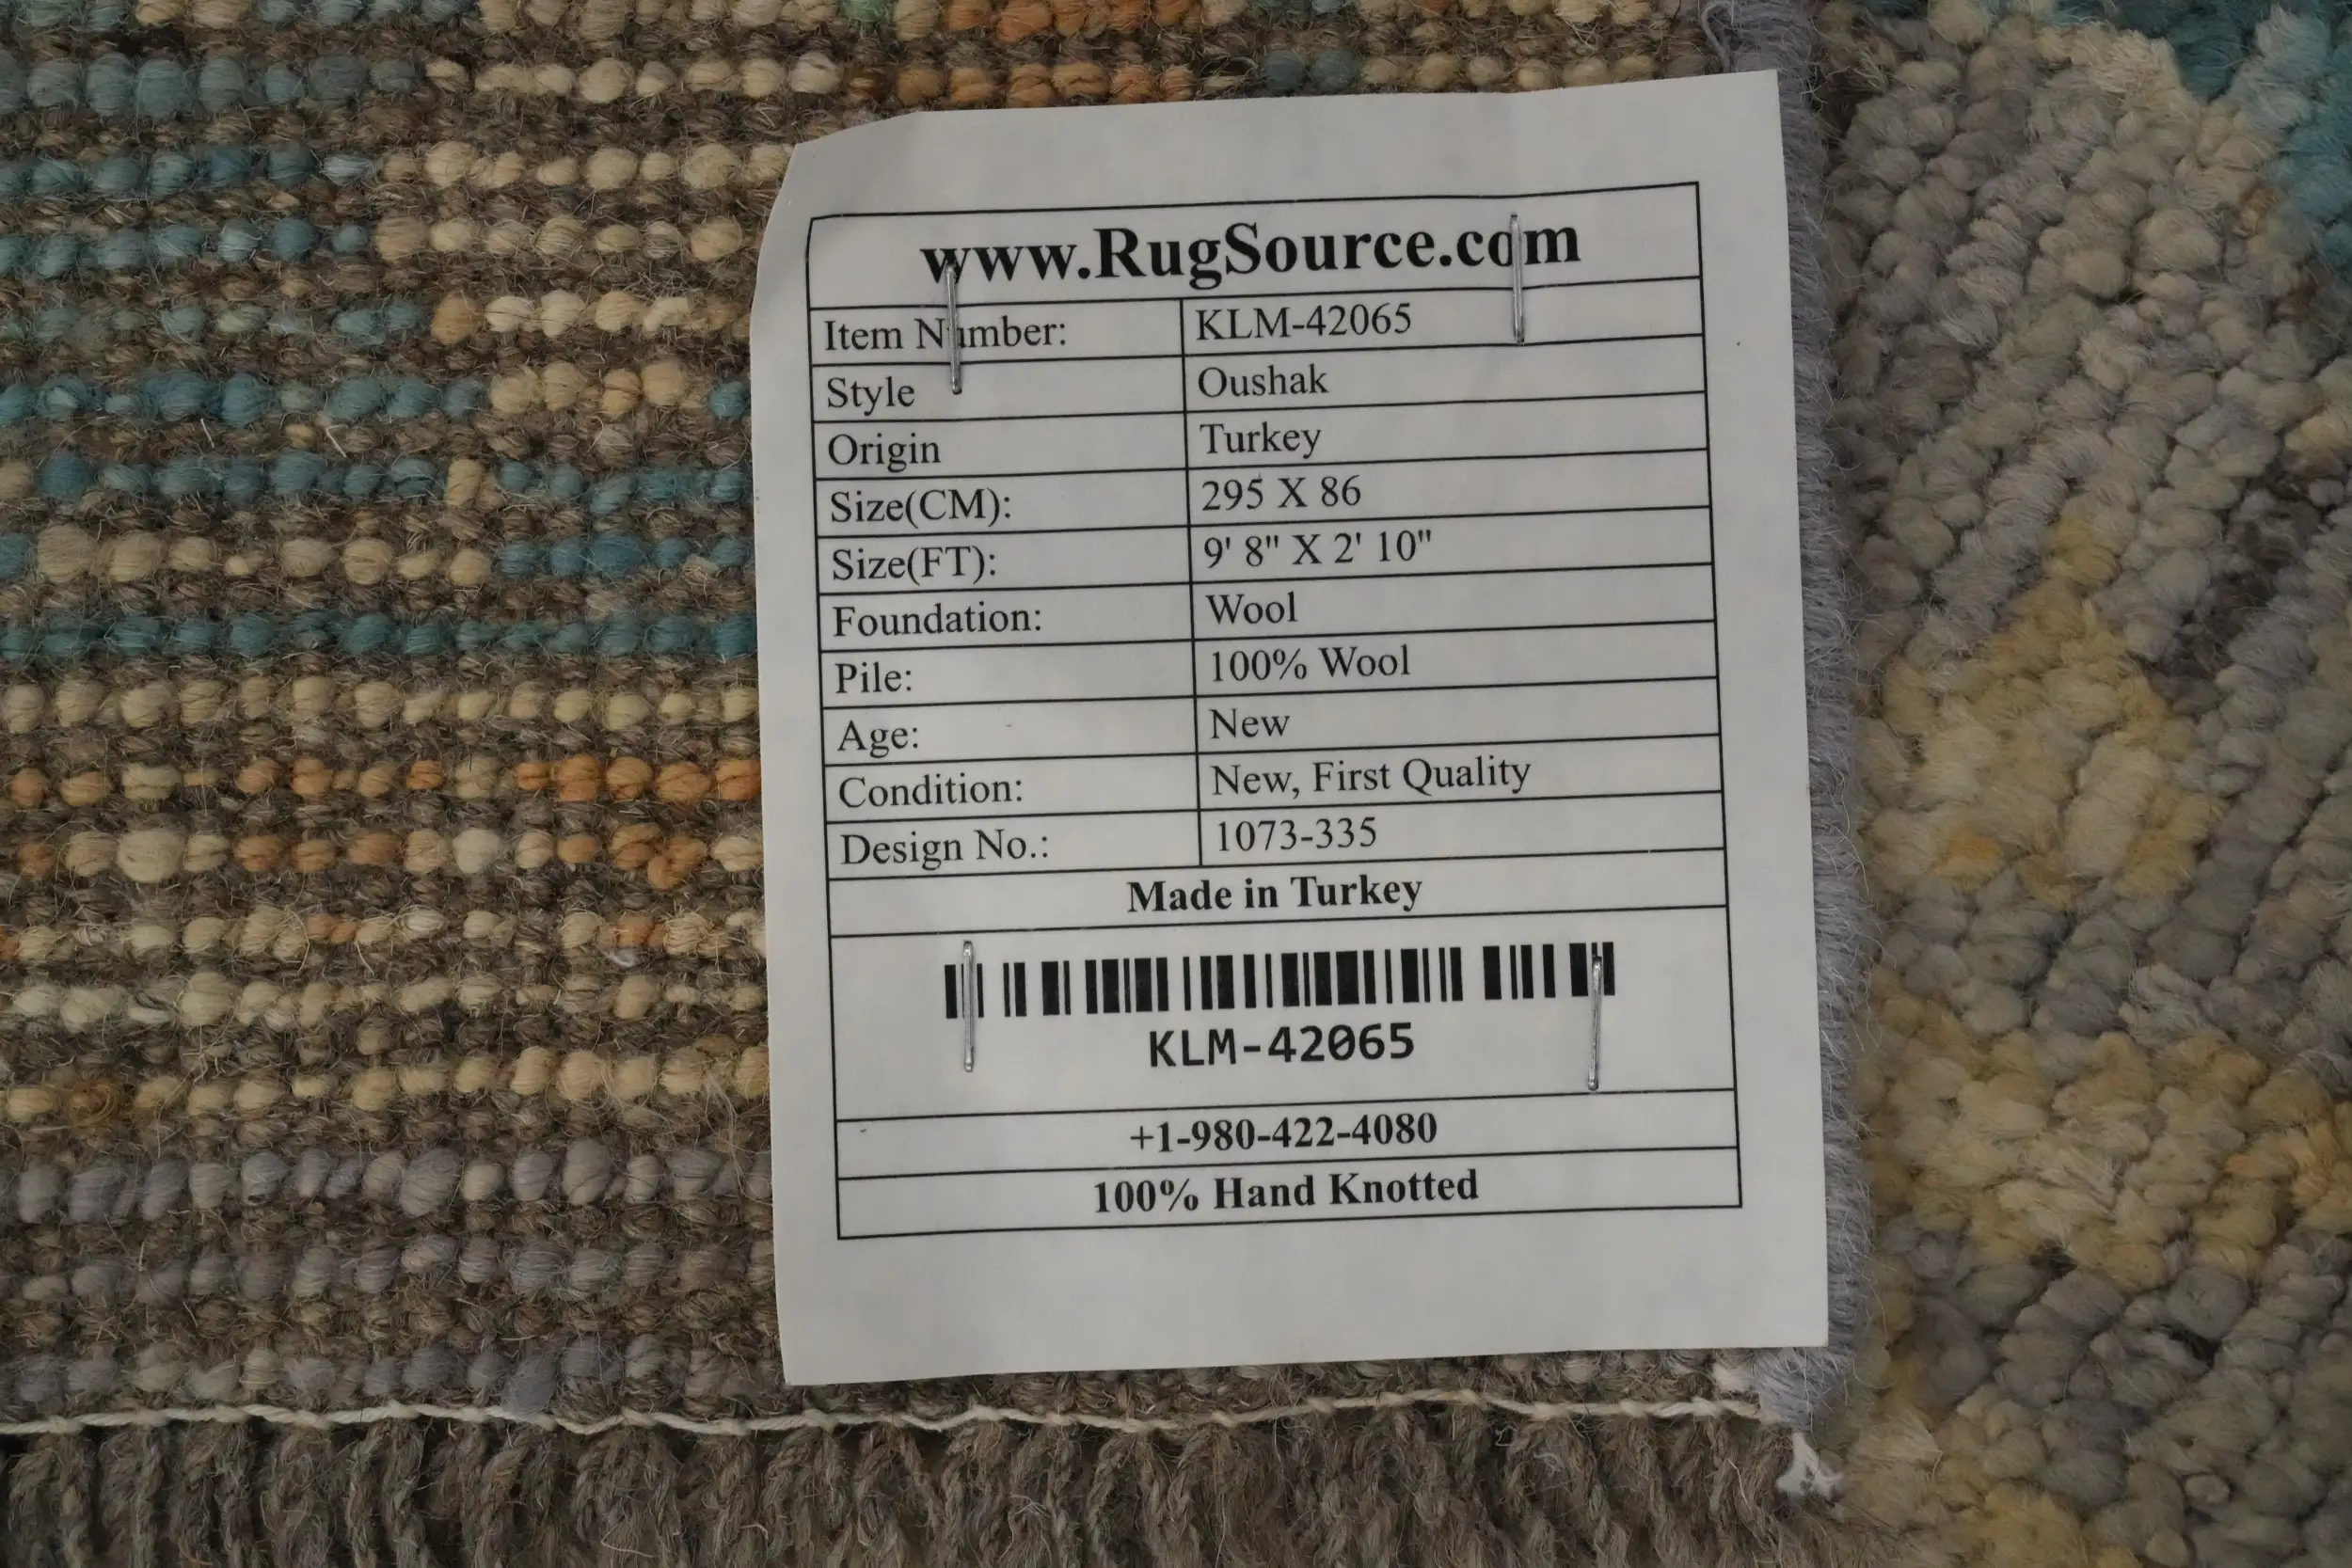 www.RugSource.com
Item Number: KLM-42065
Style Oushak
Origin Turkey
Size(CM): 295 X 86
Size(FT): 9' 8" X 2' 10"
Foundation: Wool
Pile: 100% Wool
Age: New
Condition: New, First Quality
Design No.: 1073-335
Made in Turkey
KLM-42065
+1-980-422-4080
100% Hand Knotted